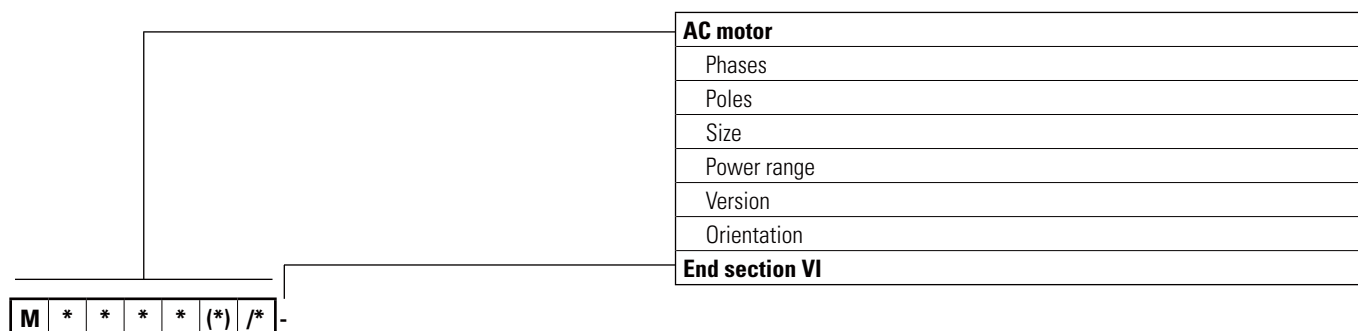 AC motor
Phases
Poles
Size
Power range
Version
Orientation
End section VI
M * * * * (*) /* -